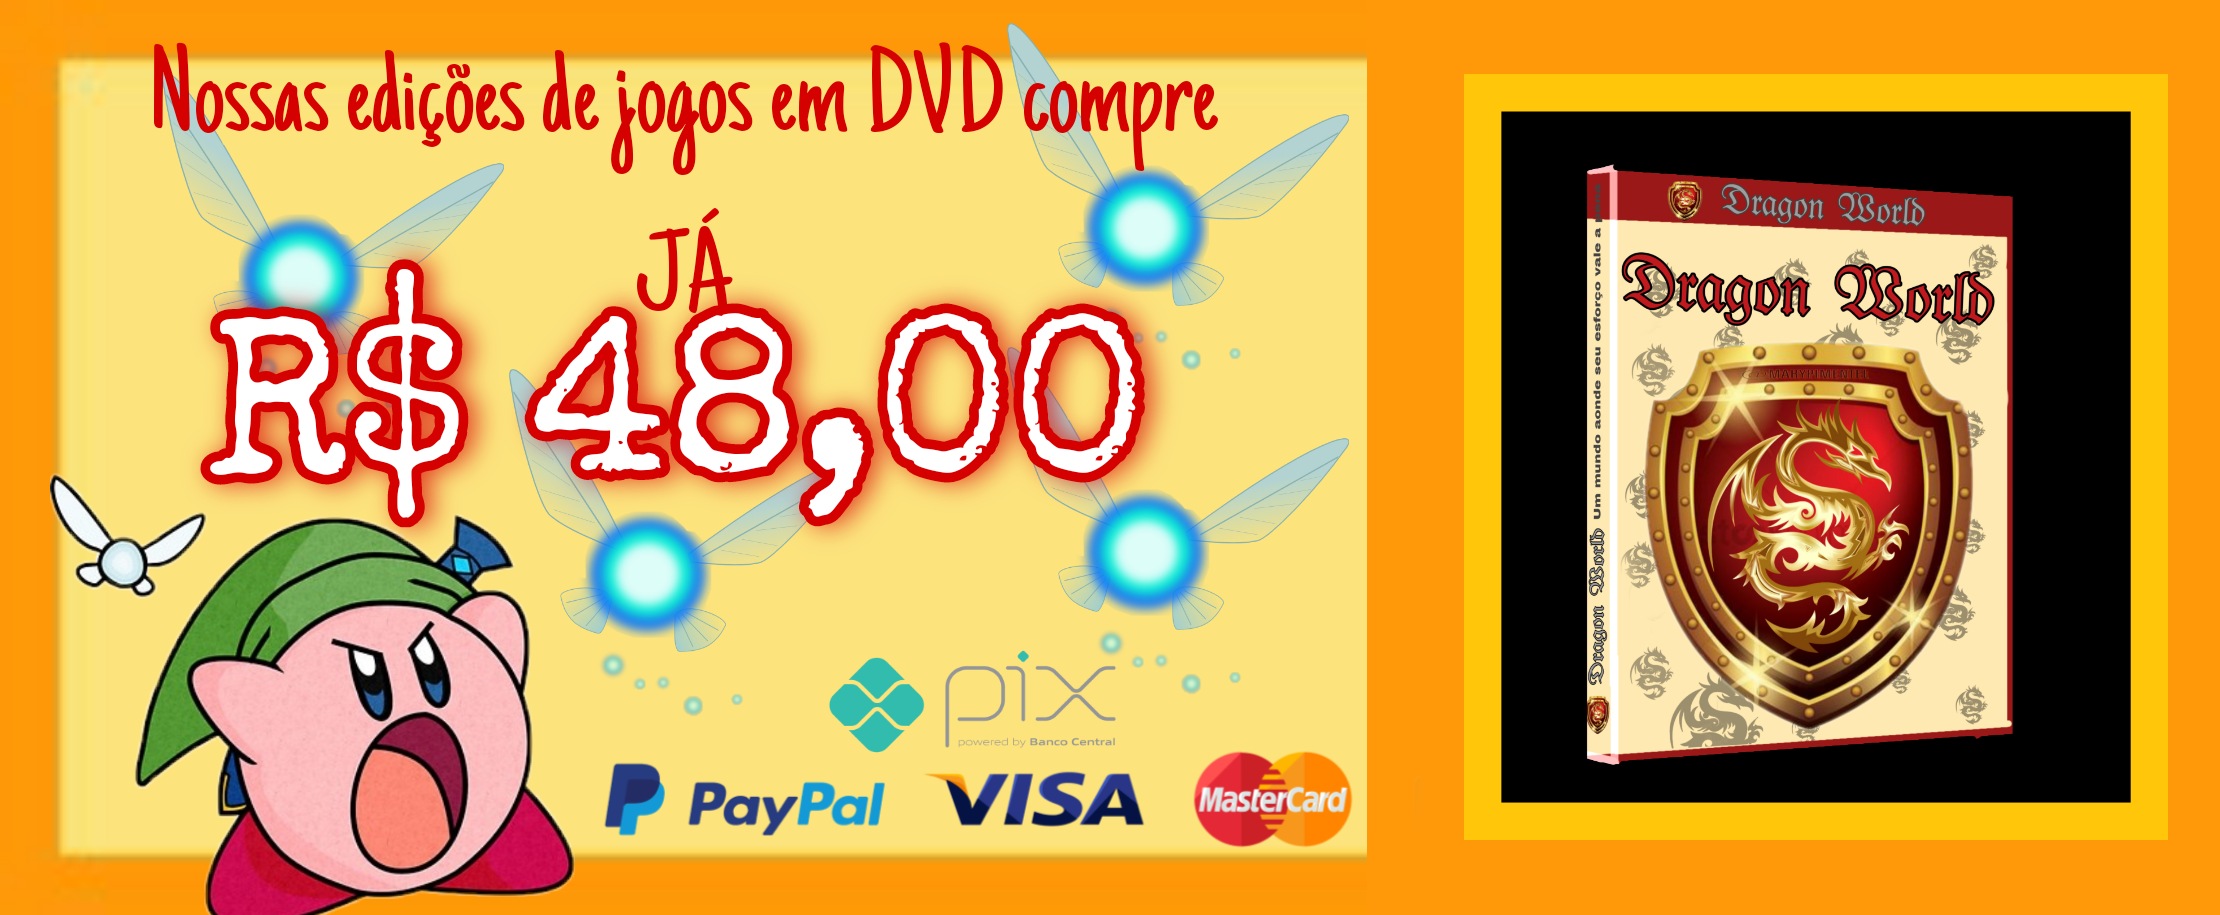 Nossas edições de jogos em DVD compre
JÁ
R$ 48,00
pix
powered by Banco Central
PayPal
VISA
MasterCard
Dragon World
Dragon World
Dragon World Um mundo aonde seu esforço vale a